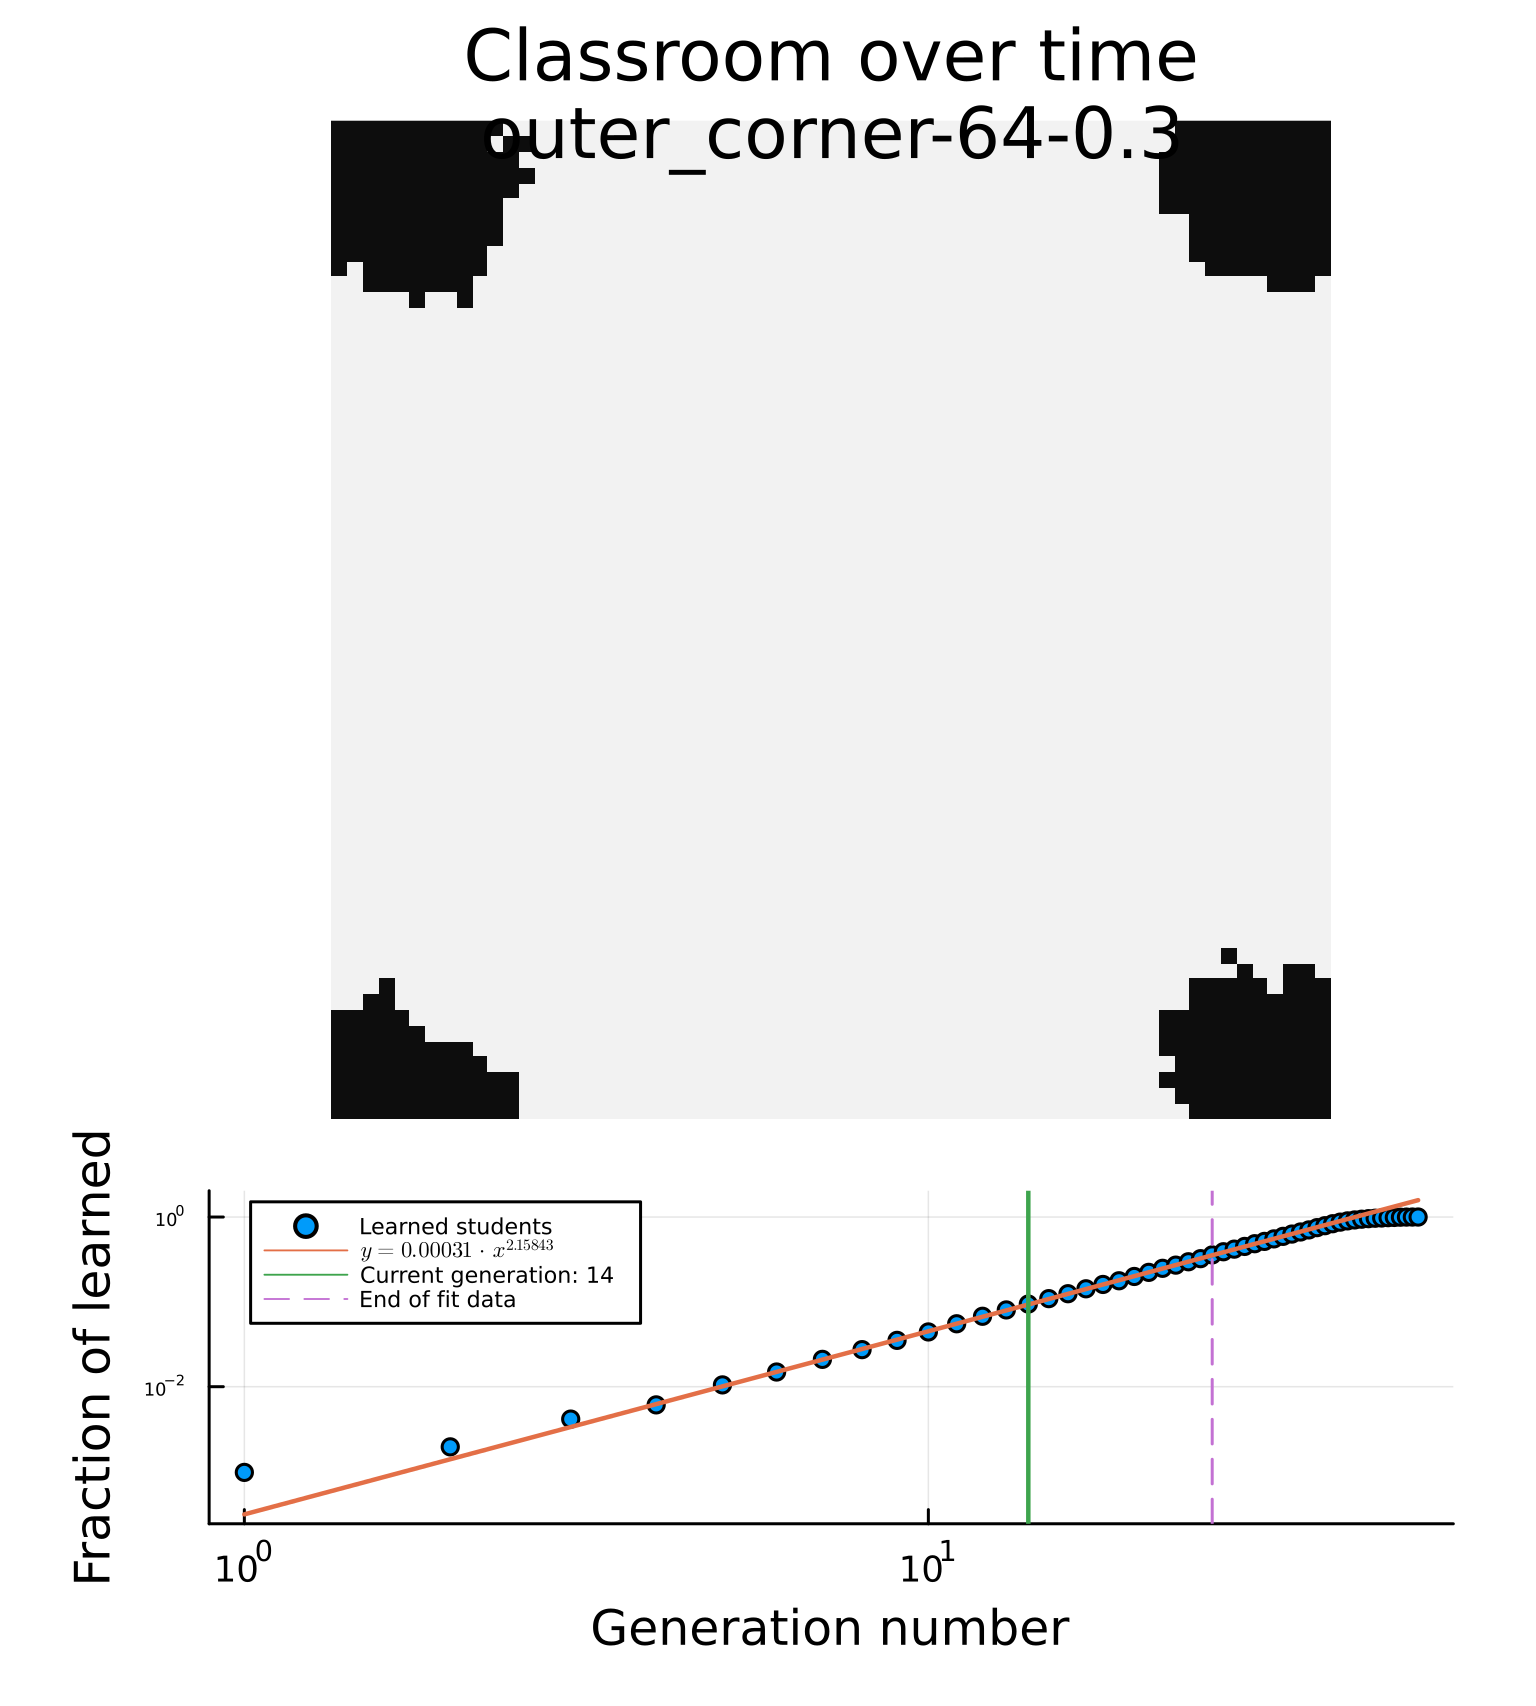 Classroom over time
outer_corner-64-0.3
Fraction of learned
10^0
10^-2
Learned students
y = 0.00031 · x^2.15843
Current generation: 14
End of fit data
10^0
10^1
Generation number